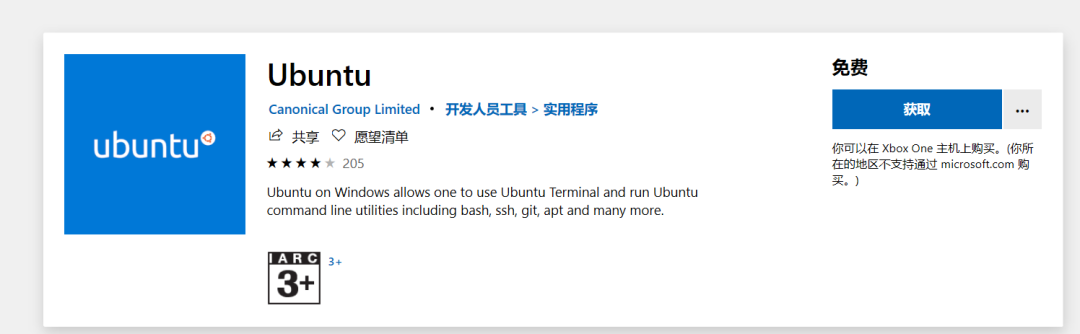 ubuntu
Ubuntu
Canonical Group Limited • 开发人员工具 > 实用程序
共享 愿望清单
★★★★★ 205
Ubuntu on Windows allows one to use Ubuntu Terminal and run Ubuntu
command line utilities including bash, ssh, git, apt and many more.
IARC
3+
3+
免费
获取 ...
你可以在 Xbox One 主机上购买。(你所
在的地区不支持通过 microsoft.com 购
买。)